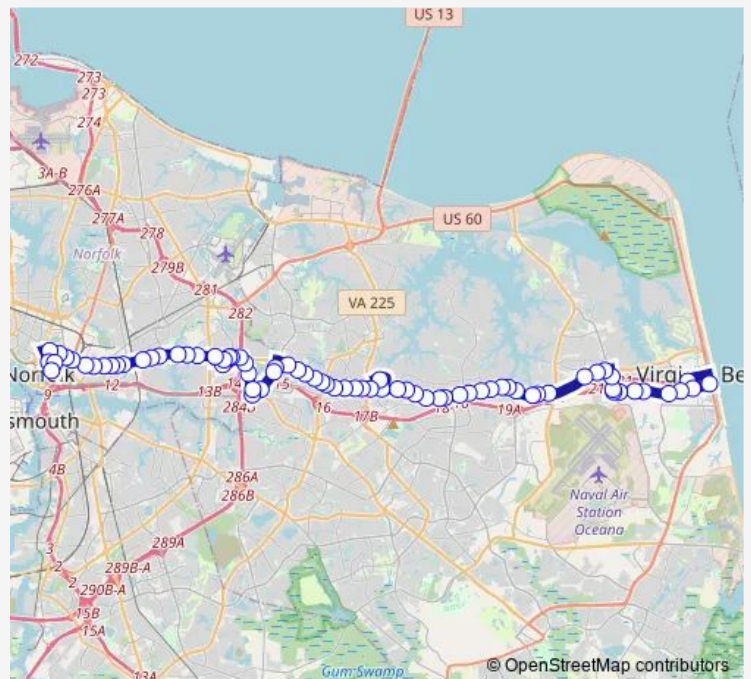 US 13
272
273
273
274
3A-B
276A
277A
278
Norfolk
279B
281
282
US 60
VA 225
Norfolk
12
13B
14
15
9
smouth
284B
16
17B
19A
21
Virgi
Be
4B
286A
286B
Naval Air
Station
Oceana
3
2
2
289A
289B-A
290B-A
15B
15A
13A
Gum Swamp
© OpenStreetMap contributors